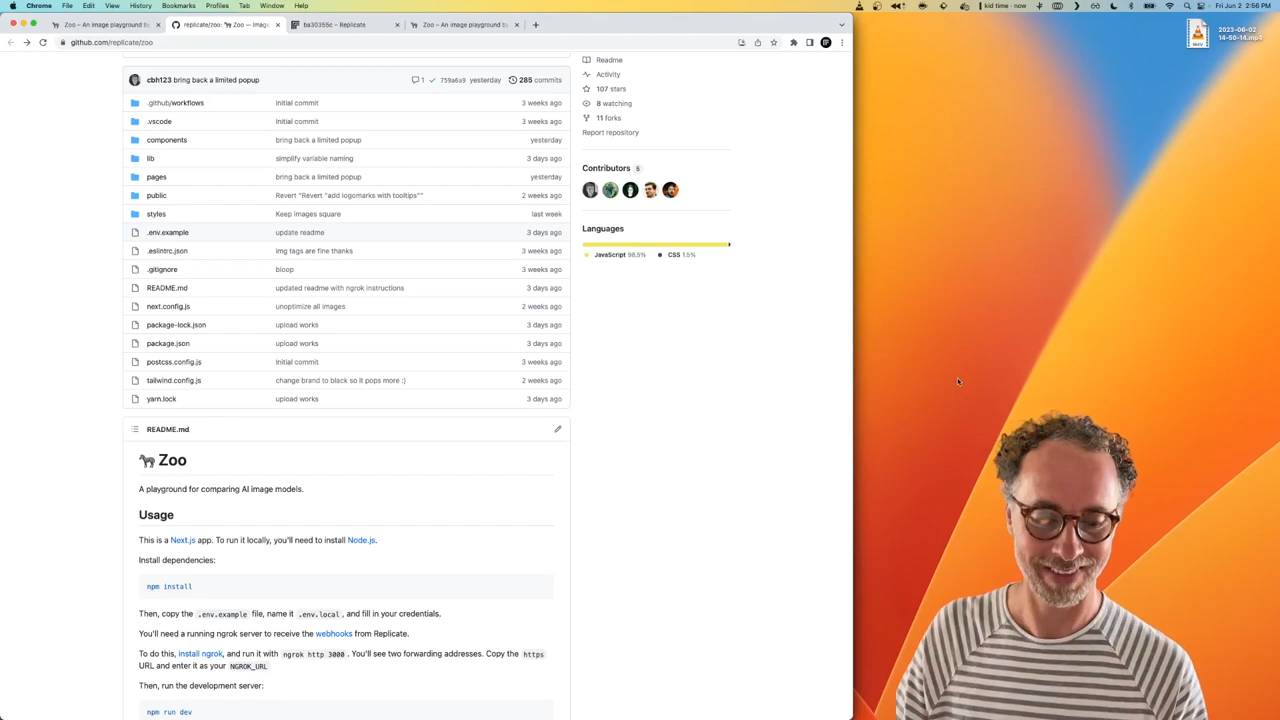 Chrome File Edit View History Bookmarks Profiles Tab Window Help
kid time · now
Fri Jun 2 2:56 PM
Zoo – An image playground by
replicate/zoo: 🦓 Zoo — Imag
ba30355c – Replicate
Zoo – An image playground by
github.com/replicate/zoo
2023-06-02
14-50-14.mp4
cbh123 bring back a limited popup
1
759a6a9 yesterday
285 commits
.github/workflows Initial commit 3 weeks ago
.vscode Initial commit 3 weeks ago
components bring back a limited popup yesterday
lib simplify variable naming 3 days ago
pages bring back a limited popup yesterday
public Revert "Revert "add logomarks with tooltips"" 2 weeks ago
styles Keep images square last week
.env.example update readme 3 days ago
.eslintrc.json img tags are fine thanks 3 weeks ago
.gitignore bloop 3 weeks ago
README.md updated readme with ngrok instructions 3 days ago
next.config.js unoptimize all images 2 weeks ago
package-lock.json upload works 3 days ago
package.json upload works 3 days ago
postcss.config.js Initial commit 3 weeks ago
tailwind.config.js change brand to black so it pops more :) 2 weeks ago
yarn.lock upload works 3 days ago
Readme
Activity
107 stars
8 watching
11 forks
Report repository
Contributors 5
Languages
JavaScript 98.5% CSS 1.5%
README.md
🦓 Zoo
A playground for comparing AI image models.
Usage
This is a Next.js app. To run it locally, you'll need to install Node.js.
Install dependencies:
npm install
Then, copy the .env.example file, name it .env.local, and fill in your credentials.
You'll need a running ngrok server to receive the webhooks from Replicate.
To do this, install ngrok, and run it with ngrok http 3000. You'll see two forwarding addresses. Copy the https
URL and enter it as your NGROK_URL
Then, run the development server:
npm run dev